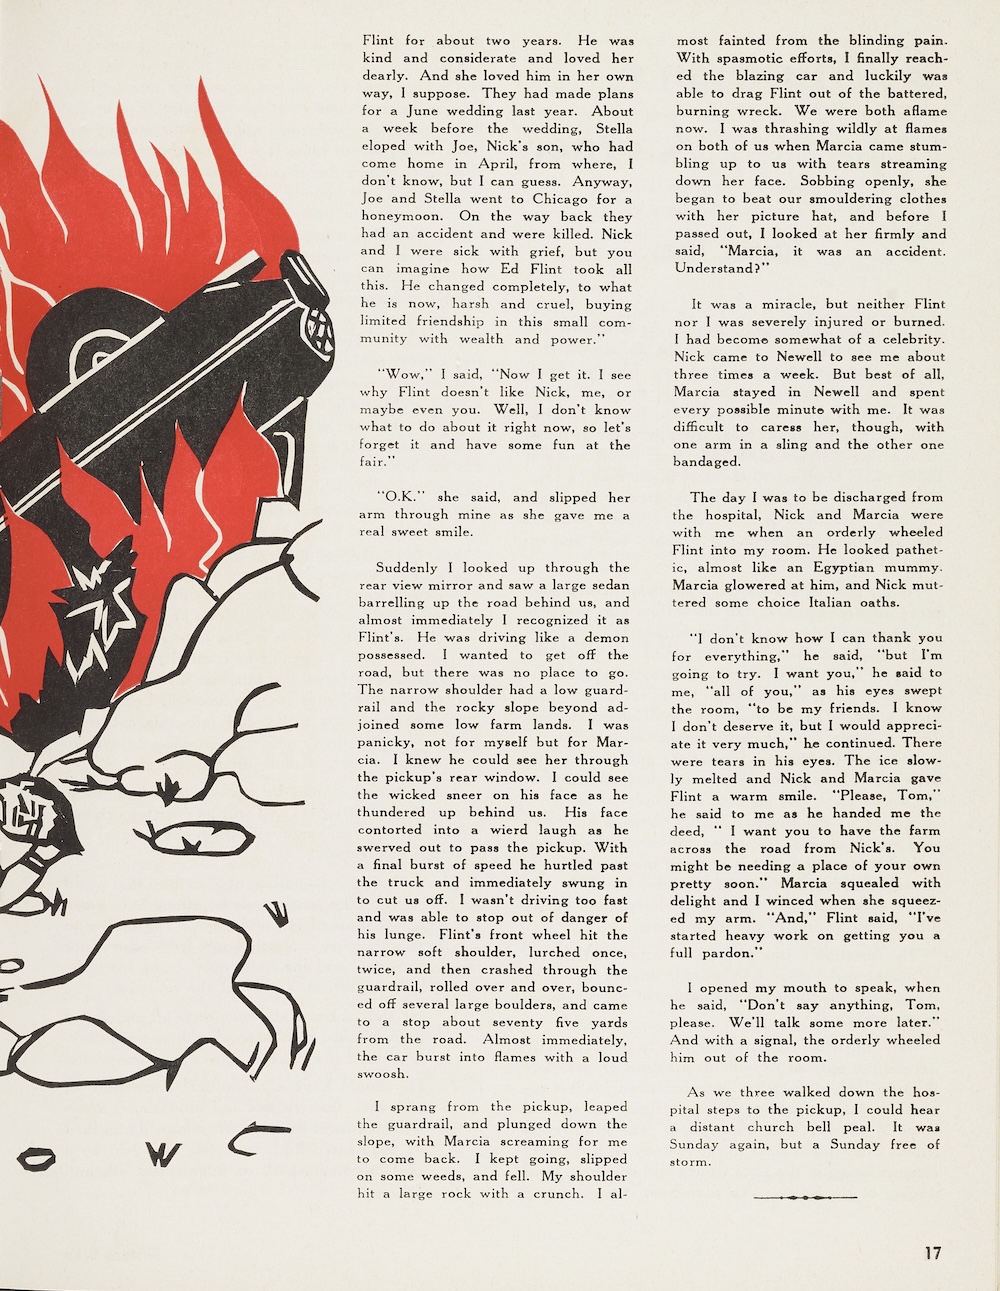 Flint for about two years. He was
kind and considerate and loved her
dearly. And she loved him in her own
way, I suppose. They had made plans
for a June wedding last year. About
a week before the wedding, Stella
eloped with Joe, Nick's son, who had
come home in April, from where, I
don't know, but I can guess. Anyway,
Joe and Stella went to Chicago for a
honeymoon. On the way back they
had an accident and were killed. Nick
and I were sick with grief, but you
can imagine how Ed Flint took all
this. He changed completely, to what
he is now, harsh and cruel, buying
limited friendship in this small com-
munity with wealth and power."
"Wow," I said, "Now I get it. I see
why Flint doesn't like Nick, me, or
maybe even you. Well, I don't know
what to do about it right now, so let's
forget it and have some fun at the
fair."
"O.K." she said, and slipped her
arm through mine as she gave me a
real sweet smile.
Suddenly I looked up through the
rear view mirror and saw a large sedan
barrelling up the road behind us, and
almost immediately I recognized it as
Flint's. He was driving like a demon
possessed. I wanted to get off the
road, but there was no place to go.
The narrow shoulder had a low guard-
rail and the rocky slope beyond ad-
joined some low farm lands. I was
panicky, not for myself but for Mar-
cia. I knew he could see her through
the pickup's rear window. I could see
the wicked sneer on his face as he
thundered up behind us. His face
contorted into a wierd laugh as he
swerved out to pass the pickup. With
a final burst of speed he hurtled past
the truck and immediately swung in
to cut us off. I wasn't driving too fast
and was able to stop out of danger of
his lunge. Flint's front wheel hit the
narrow soft shoulder, lurched once,
twice, and then crashed through the
guardrail, rolled over and over, bounc-
ed off several large boulders, and came
to a stop about seventy five yards
from the road. Almost immediately,
the car burst into flames with a loud
swoosh.
I sprang from the pickup, leaped
the guardrail, and plunged down the
slope, with Marcia screaming for me
to come back. I kept going, slipped
on some weeds, and fell. My shoulder
hit a large rock with a crunch. I al-
most fainted from the blinding pain.
With spasmotic efforts, I finally reach-
ed the blazing car and luckily was
able to drag Flint out of the battered,
burning wreck. We were both aflame
now. I was thrashing wildly at flames
on both of us when Marcia came stum-
bling up to us with tears streaming
down her face. Sobbing openly, she
began to beat our smouldering clothes
with her picture hat, and before I
passed out, I looked at her firmly and
said, "Marcia, it was an accident.
Understand?"
It was a miracle, but neither Flint
nor I was severely injured or burned.
I had become somewhat of a celebrity.
Nick came to Newell to see me about
three times a week. But best of all,
Marcia stayed in Newell and spent
every possible minute with me. It was
difficult to caress her, though, with
one arm in a sling and the other one
bandaged.
The day I was to be discharged from
the hospital, Nick and Marcia were
with me when an orderly wheeled
Flint into my room. He looked pathet-
ic, almost like an Egyptian mummy.
Marcia glowered at him, and Nick mut-
tered some choice Italian oaths.
"I don't know how I can thank you
for everything," he said, "but I'm
going to try. I want you," he said to
me, "all of you," as his eyes swept
the room, "to be my friends. I know
I don't deserve it, but I would appreci-
ate it very much," he continued. There
were tears in his eyes. The ice slow-
ly melted and Nick and Marcia gave
Flint a warm smile. "Please, Tom,"
he said to me as he handed me the
deed, " I want you to have the farm
across the road from Nick's. You
might be needing a place of your own
pretty soon." Marcia squealed with
delight and I winced when she squeez-
ed my arm. "And," Flint said, "I've
started heavy work on getting you a
full pardon."
I opened my mouth to speak, when
he said, "Don't say anything, Tom,
please. We'll talk some more later."
And with a signal, the orderly wheeled
him out of the room.
As we three walked down the hos-
pital steps to the pickup, I could hear
a distant church bell peal. It was
Sunday again, but a Sunday free of
storm.
17